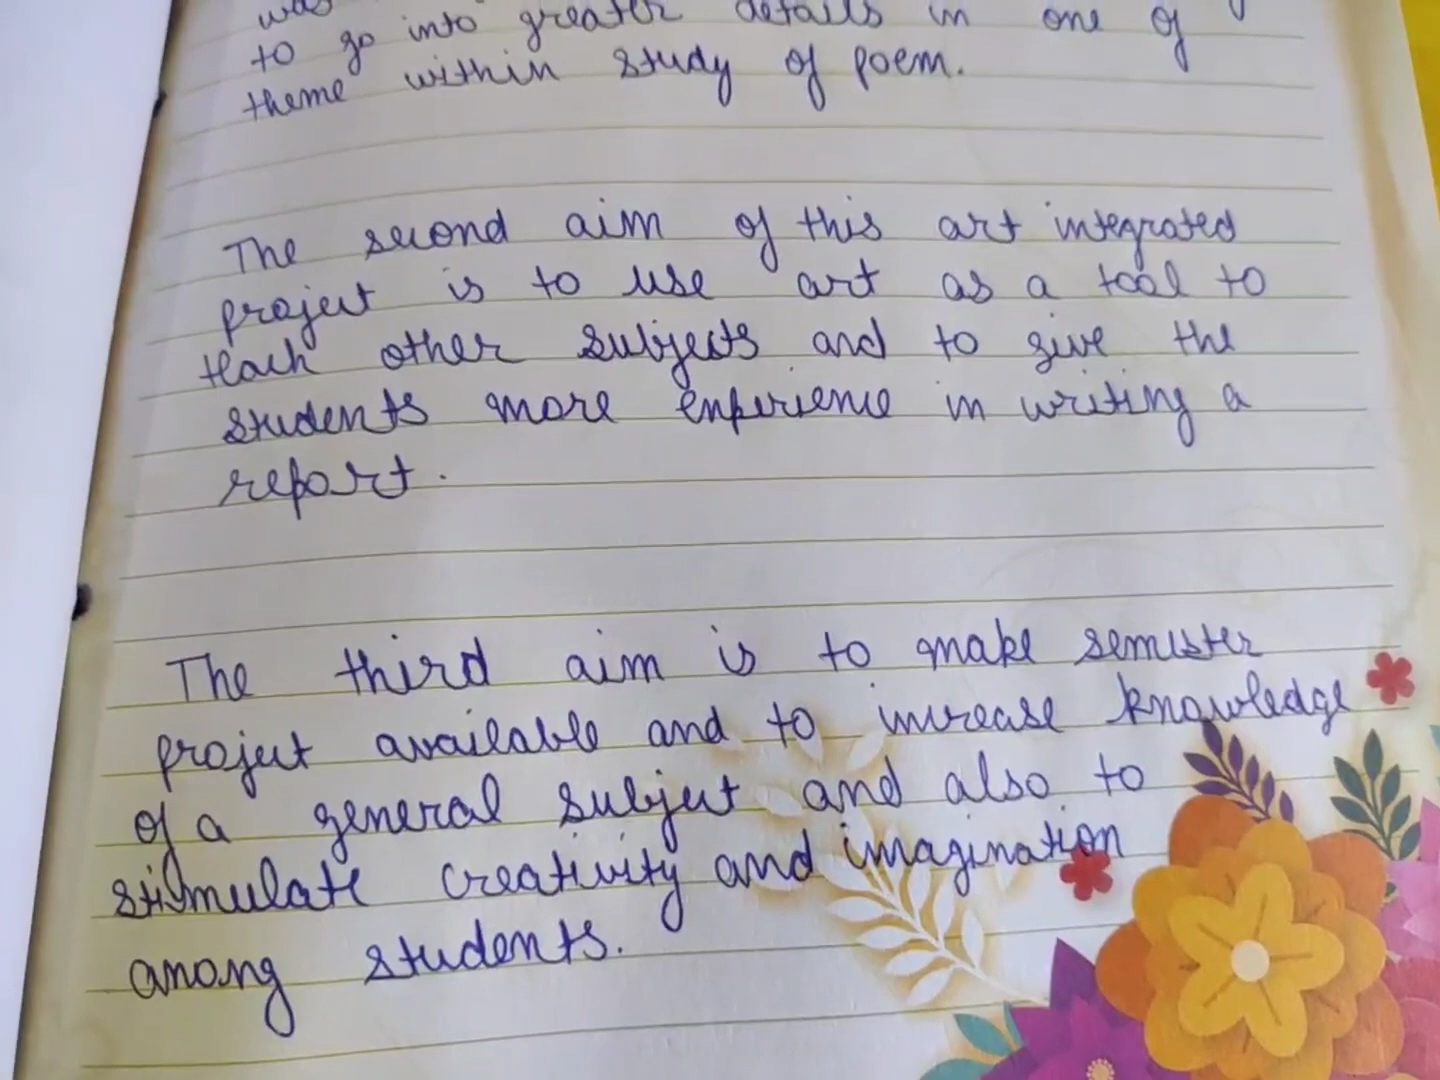 was
to go into greater details in one of
theme within study of poem.
The second aim of this art integrated
project is to use art as a tool to
teach other subjects and to give the
students more experience in writing a
report.
The third aim is to make semester
project available and to increase knowledge
of a general subject and also to
stimulate creativity and imagination
among students.